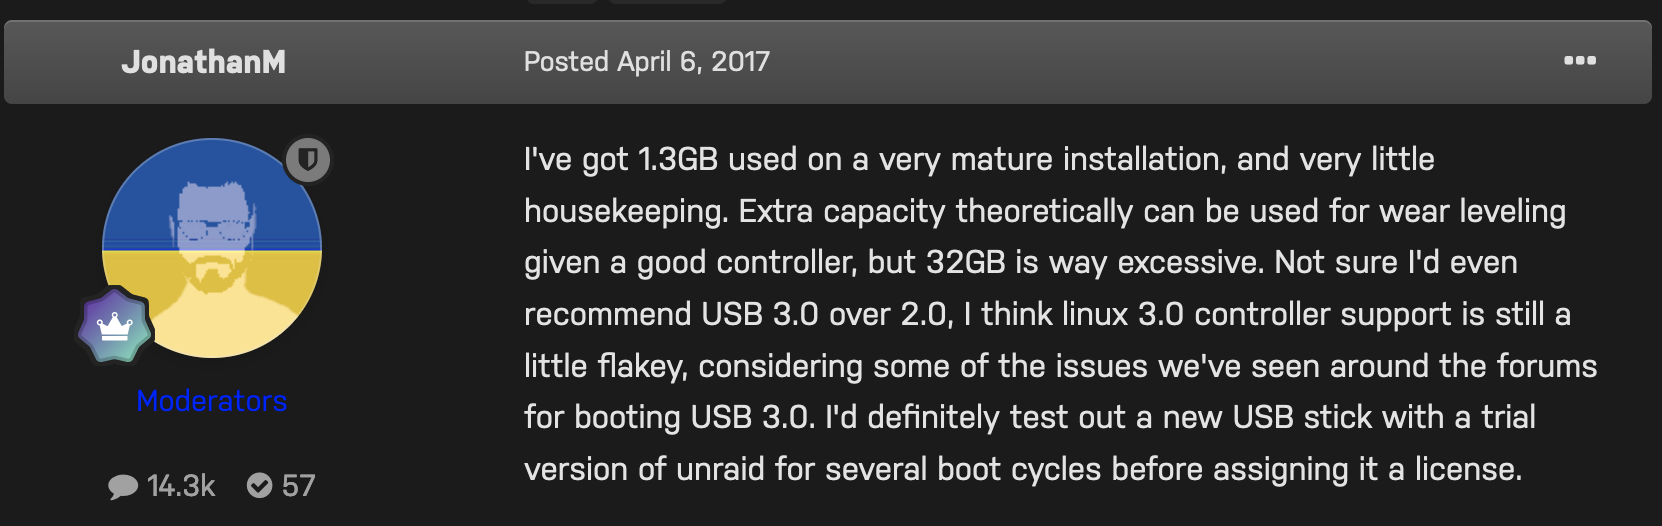 JonathanM
Posted April 6, 2017
I've got 1.3GB used on a very mature installation, and very little
housekeeping. Extra capacity theoretically can be used for wear leveling
given a good controller, but 32GB is way excessive. Not sure I'd even
recommend USB 3.0 over 2.0, I think linux 3.0 controller support is still a
little flakey, considering some of the issues we've seen around the forums
for booting USB 3.0. I'd definitely test out a new USB stick with a trial
version of unraid for several boot cycles before assigning it a license.
Moderators
14.3k 57